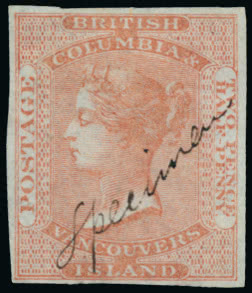 BRITISH
COLUMBIA &
POSTAGE
TWO PENCE
HALF-PENNY
Specimen
VANCOUVERS
ISLAND